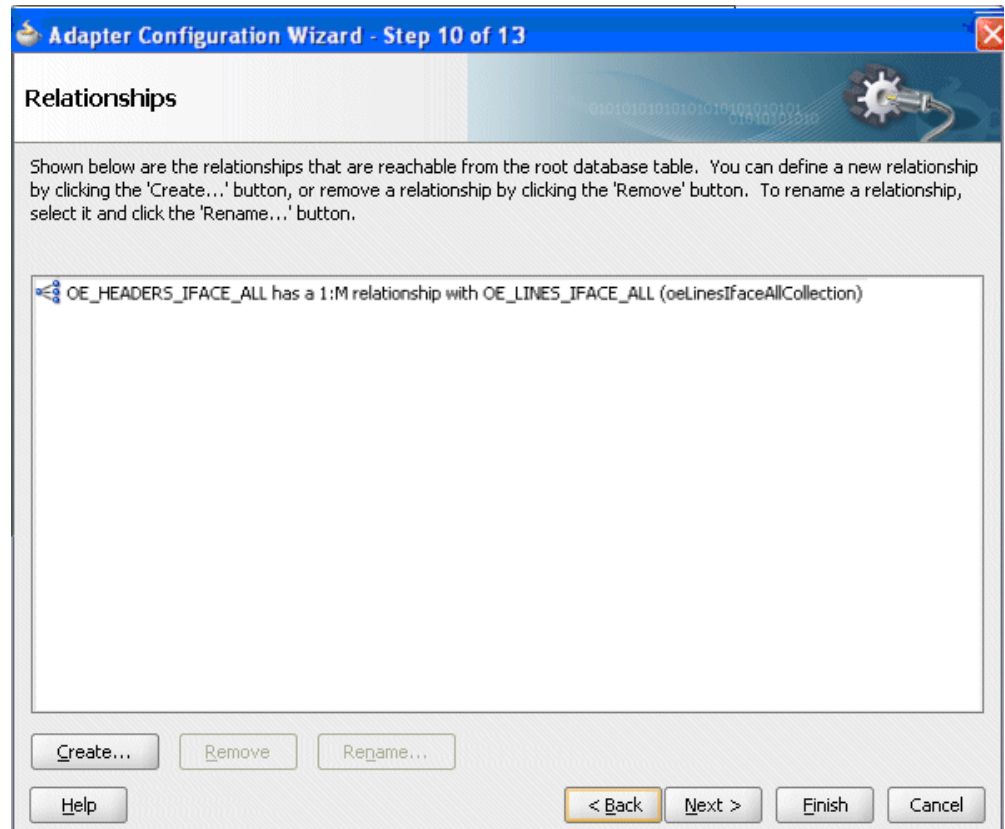 Adapter Configuration Wizard - Step 10 of 13
Relationships
Shown below are the relationships that are reachable from the root database table. You can define a new relationship
by clicking the 'Create...' button, or remove a relationship by clicking the 'Remove' button. To rename a relationship,
select it and click the 'Rename...' button.
OE_HEADERS_IFACE_ALL has a 1:M relationship with OE_LINES_IFACE_ALL (oeLinesIfaceAllCollection)
Create... Remove Rename...
Help < Back Next > Finish Cancel